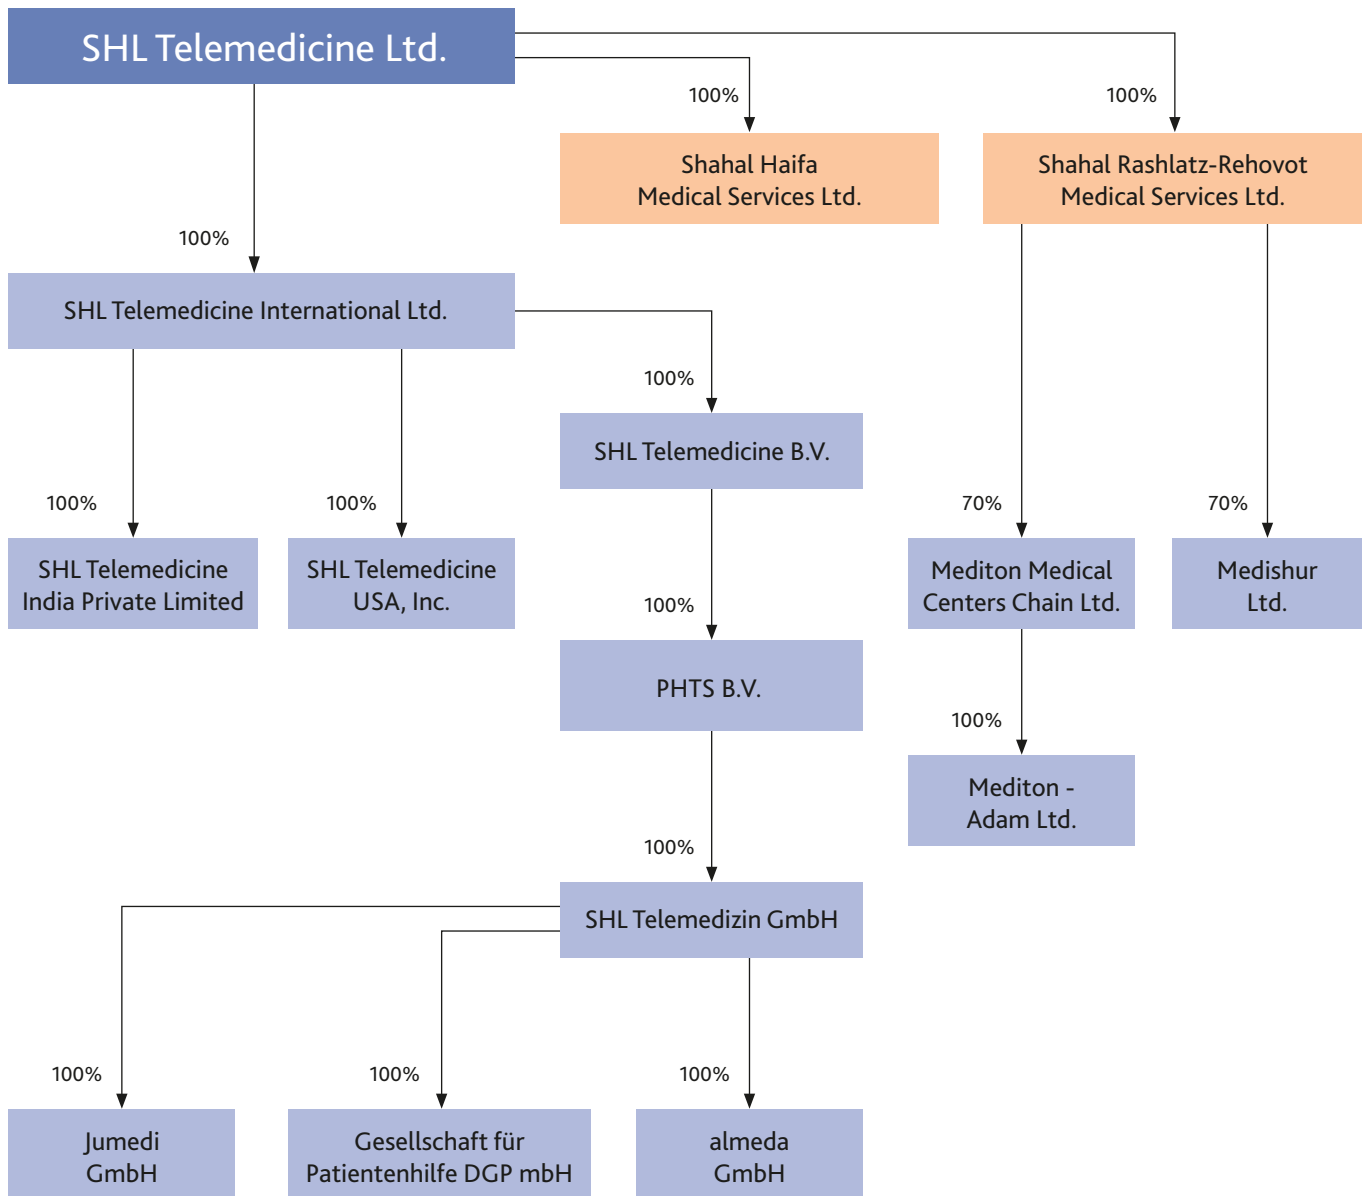 SHL Telemedicine Ltd.
100%
100%
Shahal Haifa
Medical Services Ltd.
Shahal Rashlatz-Rehovot
Medical Services Ltd.
100%
SHL Telemedicine International Ltd.
100%
SHL Telemedicine B.V.
100%
100%
70%
70%
SHL Telemedicine
India Private Limited
SHL Telemedicine
USA, Inc.
Mediton Medical
Centers Chain Ltd.
Medishur
Ltd.
100%
PHTS B.V.
100%
Mediton -
Adam Ltd.
100%
SHL Telemedizin GmbH
100%
100%
100%
Jumedi
GmbH
Gesellschaft für
Patientenhilfe DGP mbH
almeda
GmbH